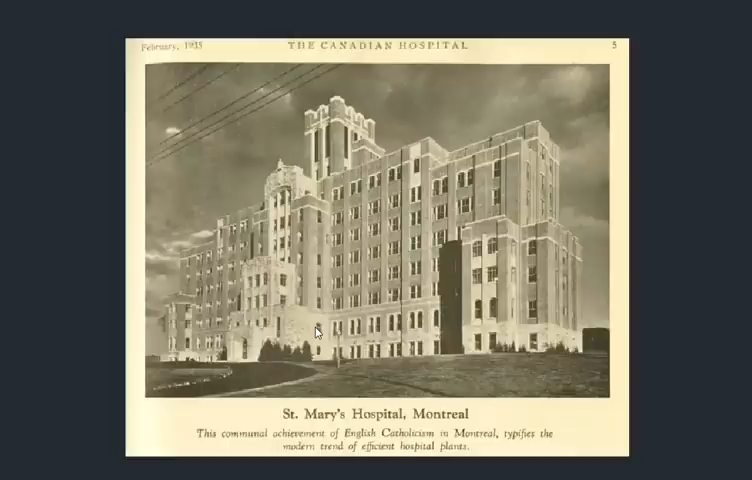 February, 1935 THE CANADIAN HOSPITAL 5
St. Mary's Hospital, Montreal
This communal achievement of English Catholicism in Montreal, typifies the
modern trend of efficient hospital plants.